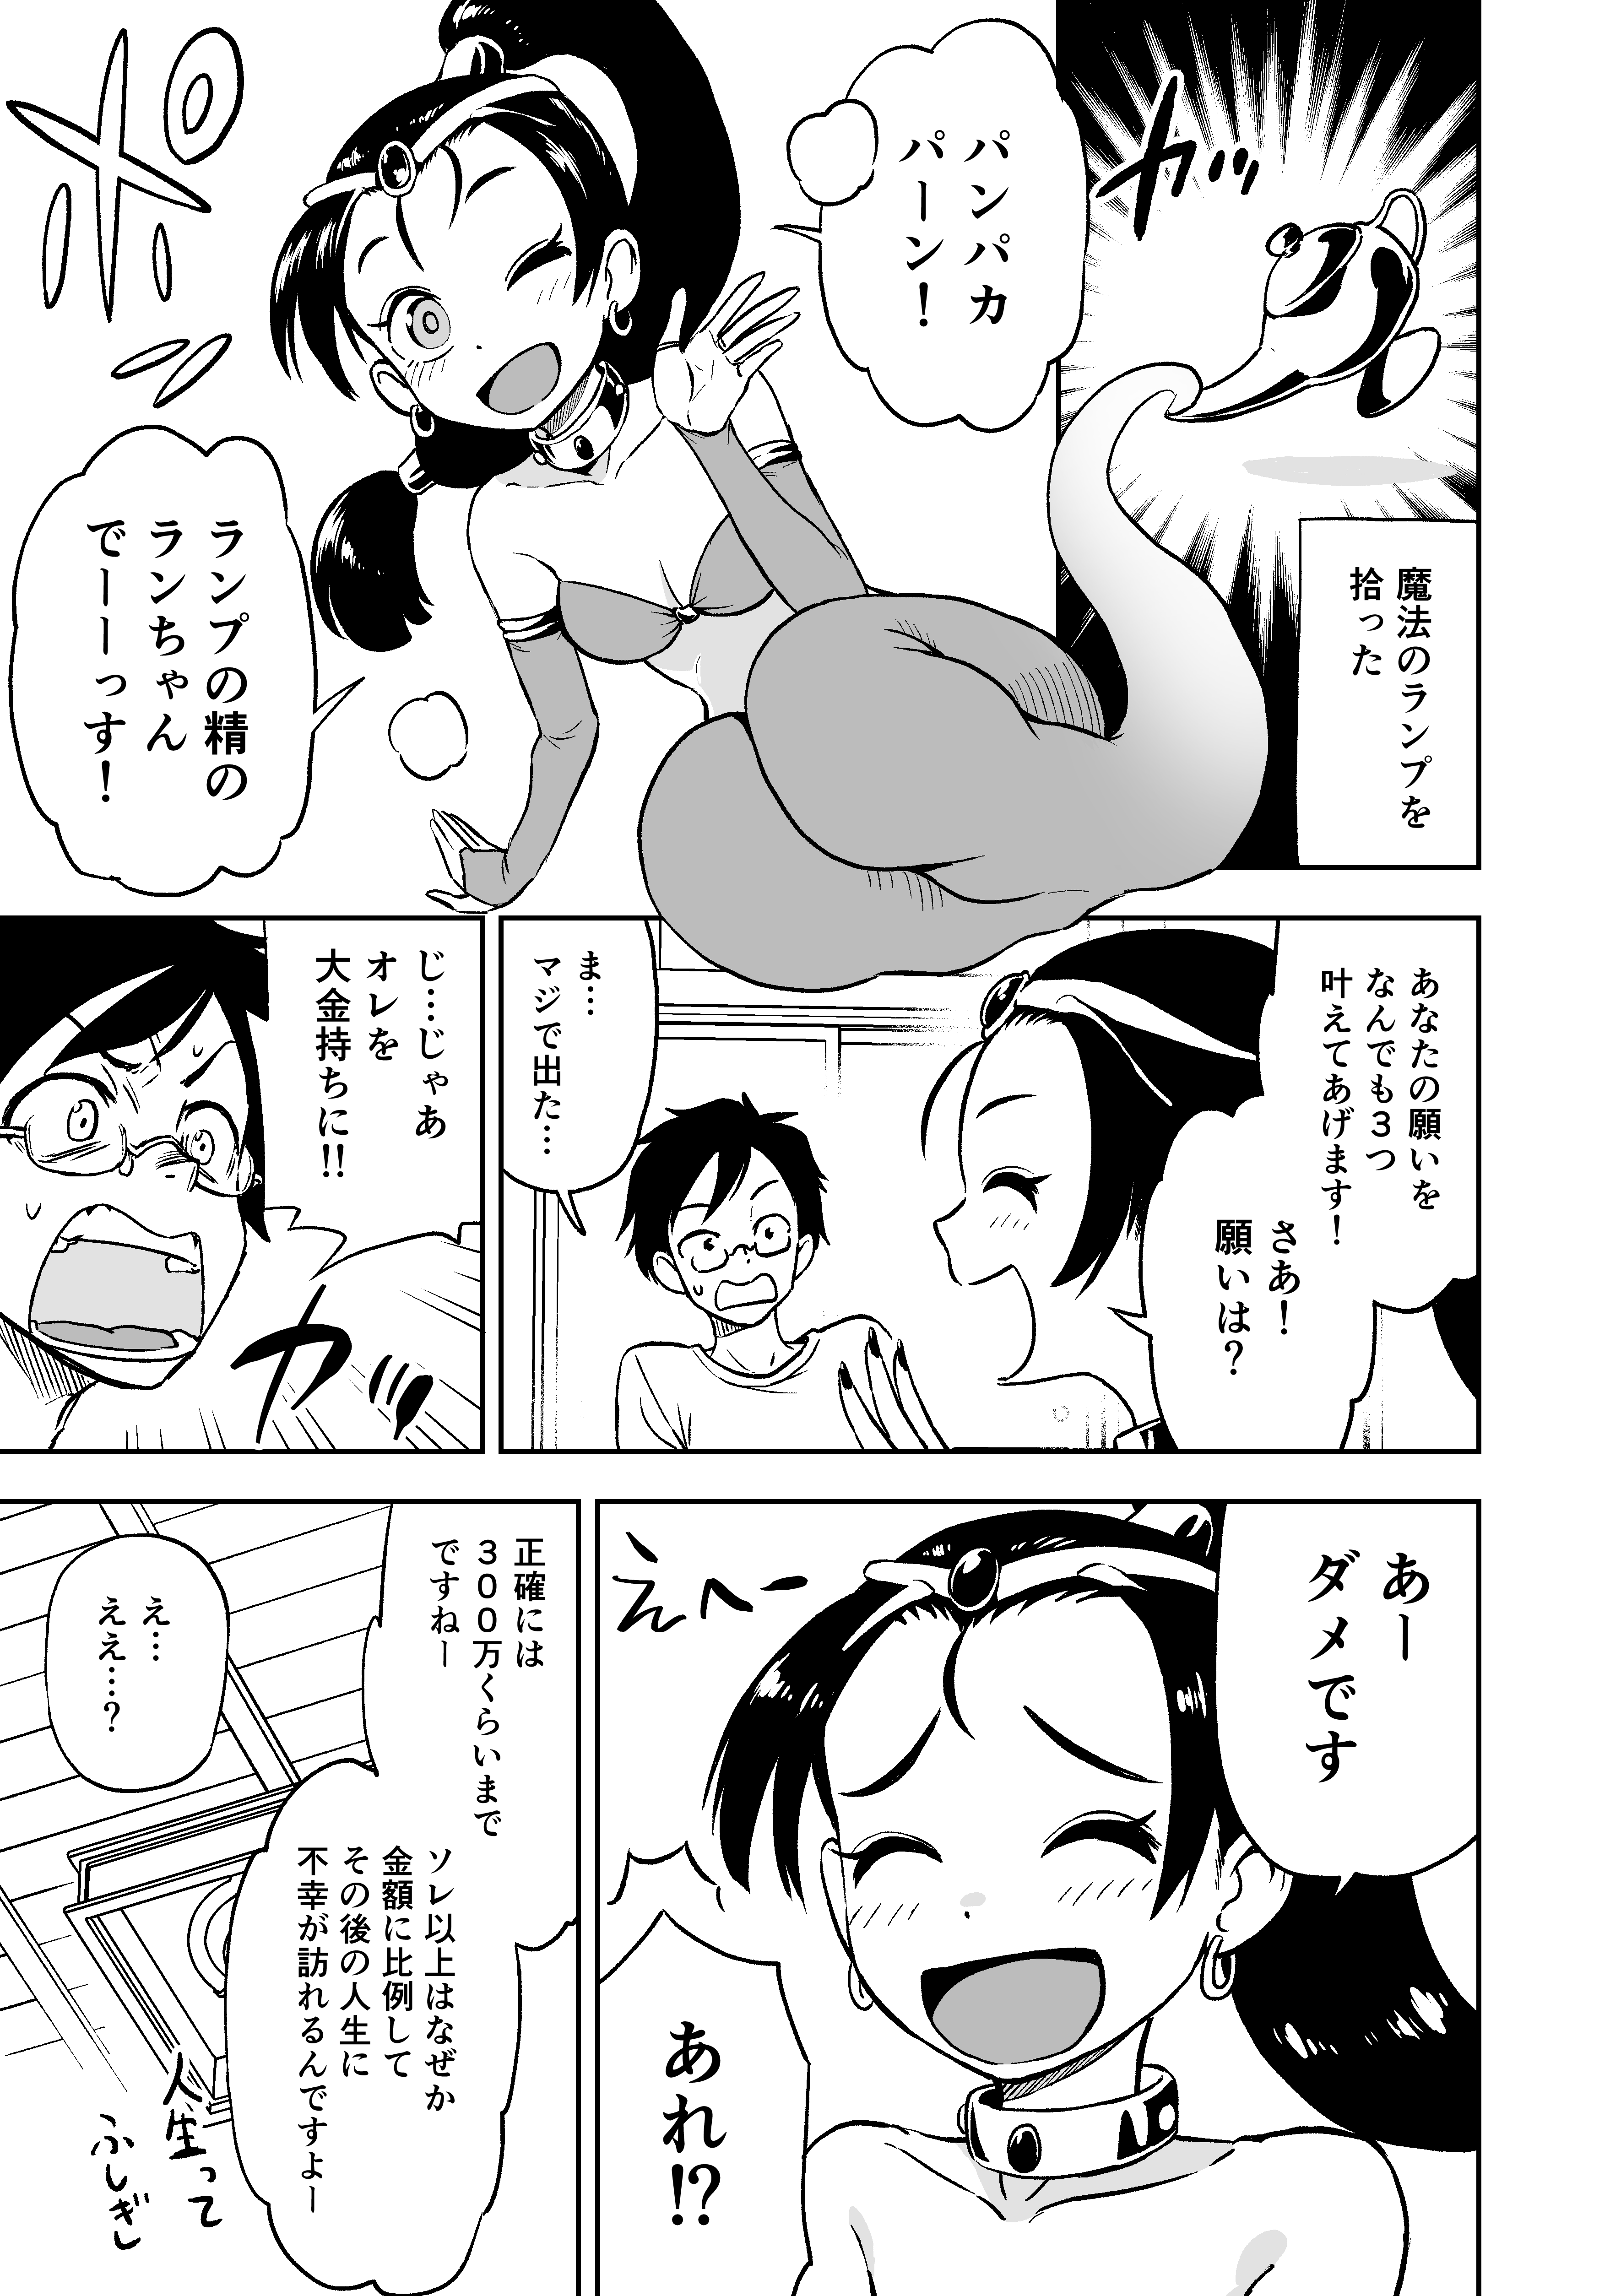 カッ
魔法のランプを
拾った
パンパカ
パーン！
ポンッ
ランプの精の
ランちゃん
でーーっす！
あなたの願いを
なんでも３つ
叶えてあげます！
さあ！
願いは？
ま…
マジで出た…
じ…じゃあ
オレを
大金持ちに!!
カッ
あー
ダメです
えへー
あれ!?
正確には
３００万くらいまで
ですねー
ソレ以上はなぜか
金額に比例して
その後の人生に
不幸が訪れるんですよー
人生って
ふしぎ
え…
ええ…？